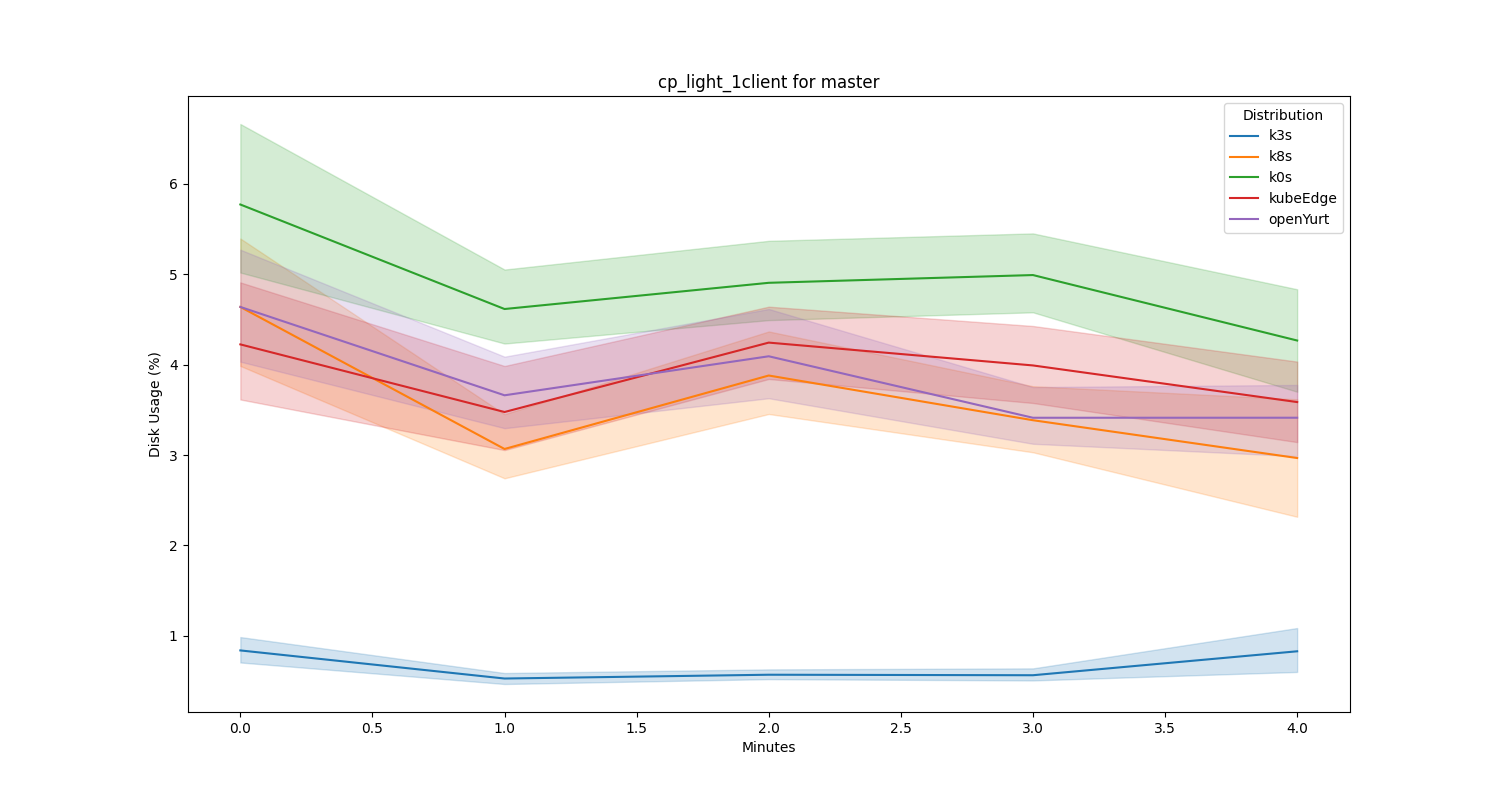 cp_light_1client for master
Distribution
k3s
k8s
k0s
kubeEdge
openYurt
Disk Usage (%)
6
5
4
3
2
1
0.0 0.5 1.0 1.5 2.0 2.5 3.0 3.5 4.0
Minutes